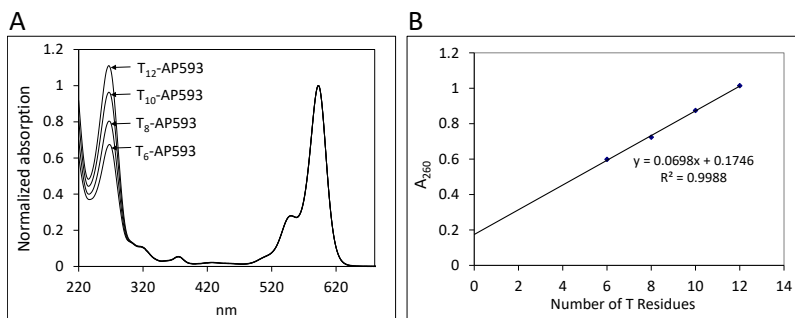 A
Normalized absorption
1.2
1
0.8
0.6
0.4
0.2
0
T12-AP593
T10-AP593
T8-AP593
T6-AP593
220 320 420 520 620
nm
B
A260
1.2
1
0.8
0.6
0.4
0.2
0
y = 0.0698x + 0.1746
R² = 0.9988
0 2 4 6 8 10 12 14
Number of T Residues